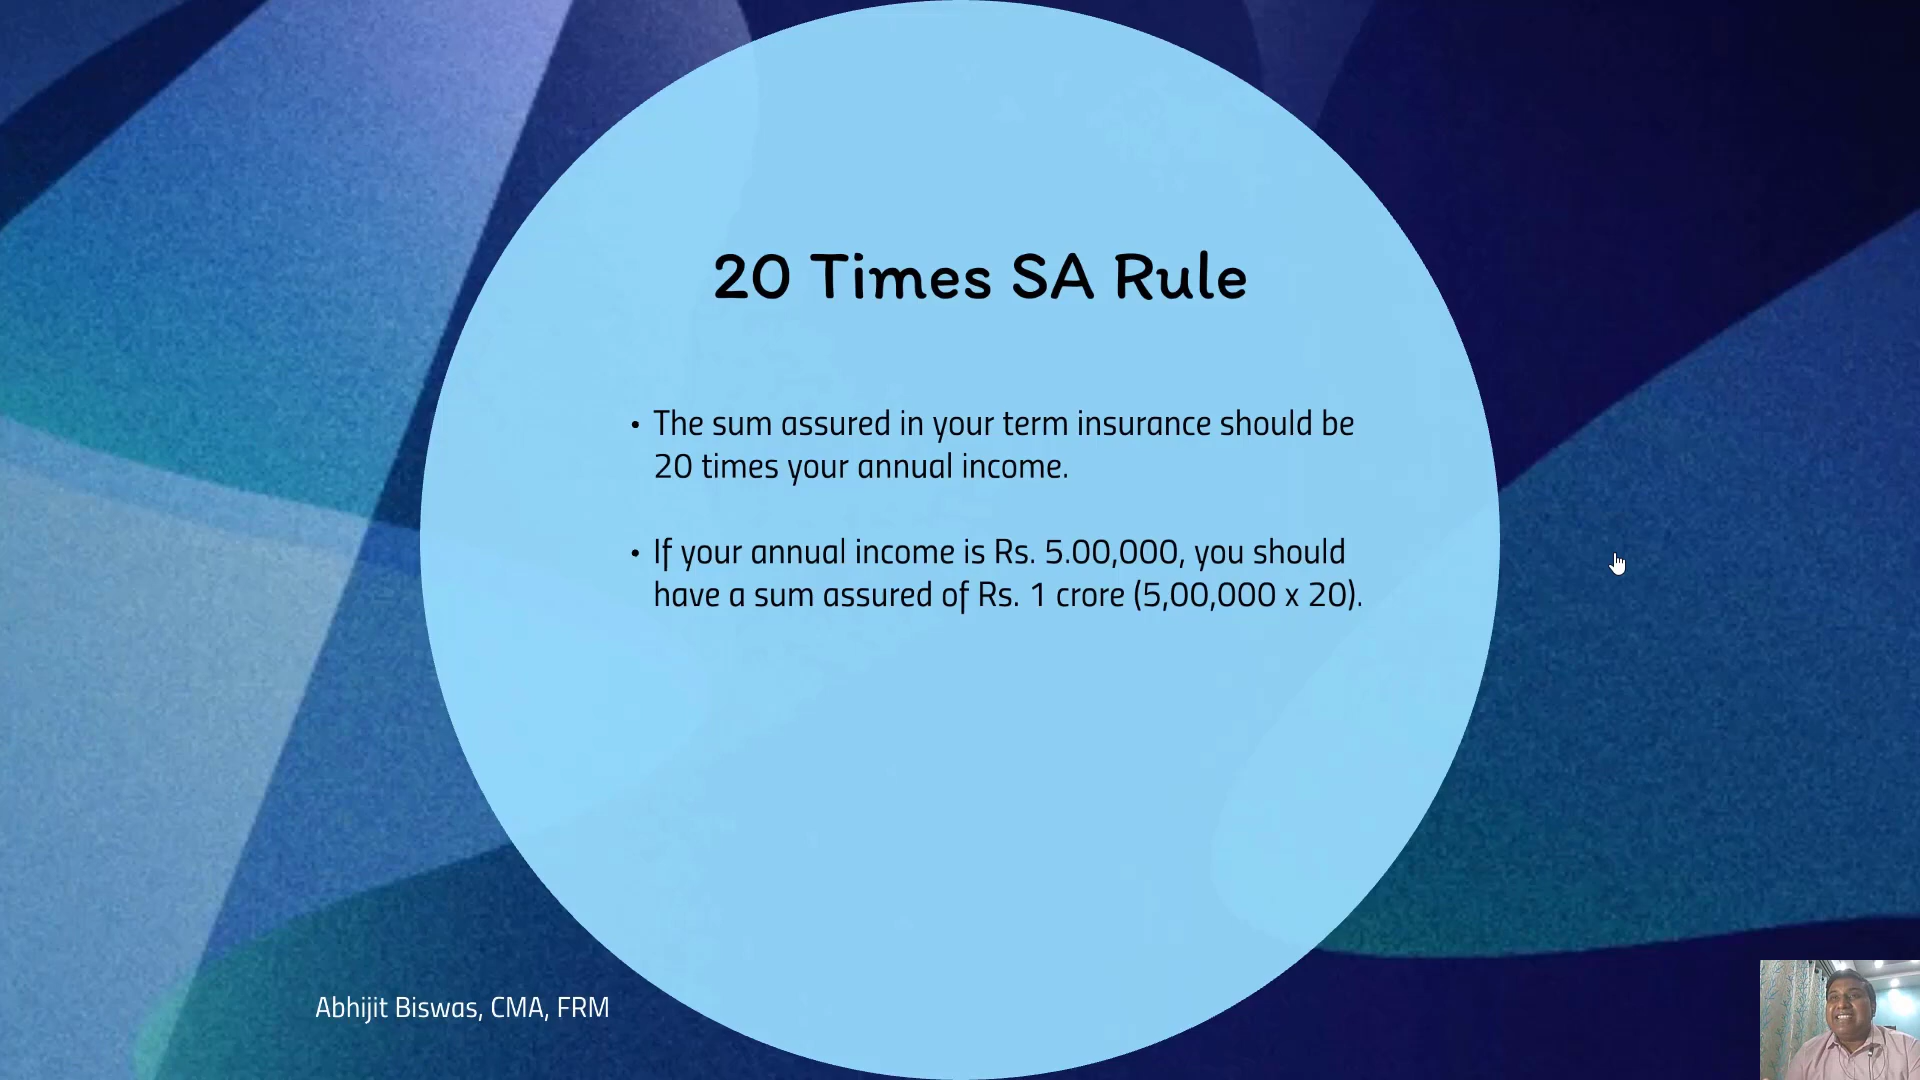 20 Times SA Rule
• The sum assured in your term insurance should be
20 times your annual income.
• If your annual income is Rs. 5.00,000, you should
have a sum assured of Rs. 1 crore (5,00,000 x 20).
Abhijit Biswas, CMA, FRM